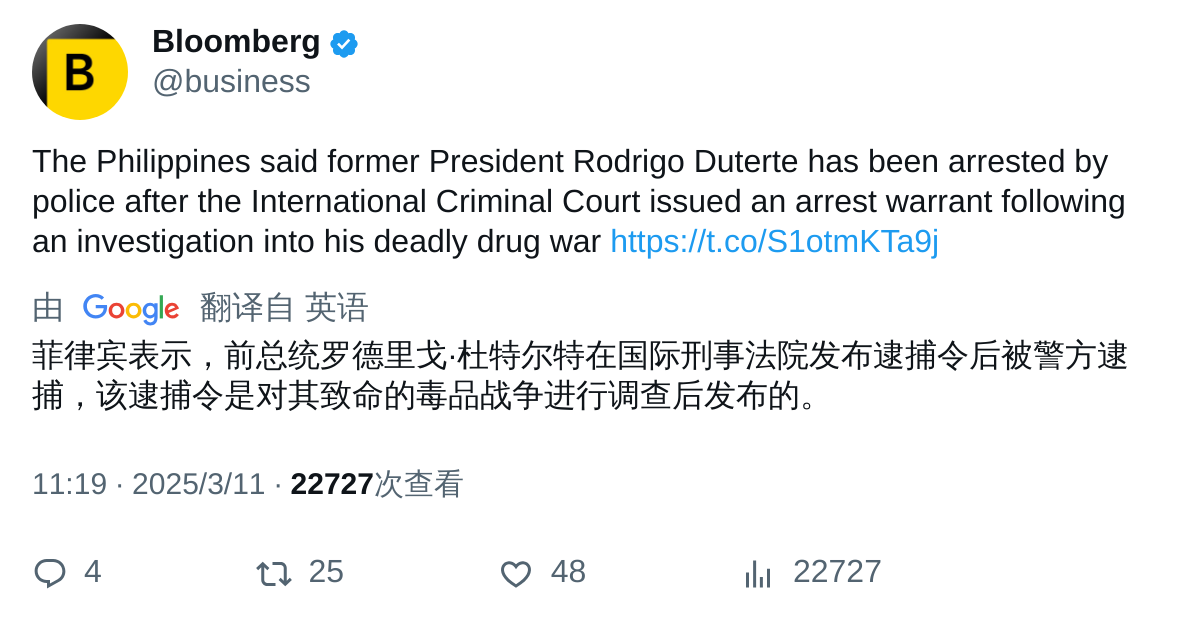 B
Bloomberg
@business
The Philippines said former President Rodrigo Duterte has been arrested by
police after the International Criminal Court issued an arrest warrant following
an investigation into his deadly drug war https://t.co/S1otmKTa9j
由 Google 翻译自 英语
菲律宾表示，前总统罗德里戈·杜特尔特在国际刑事法院发布逮捕令后被警方逮
捕，该逮捕令是对其致命的毒品战争进行调查后发布的。
11:19 · 2025/3/11 · 22727次查看
4 25 48 22727